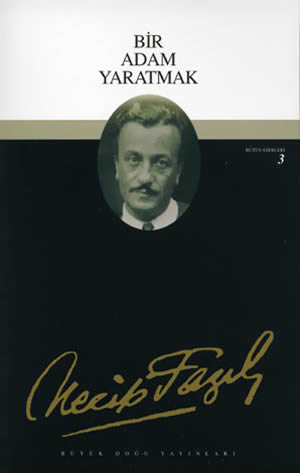 BİR
ADAM
YARATMAK
BÜTÜN ESERLERİ
3
Necip Fazıl
BÜYÜK DOĞU YAYINLARI